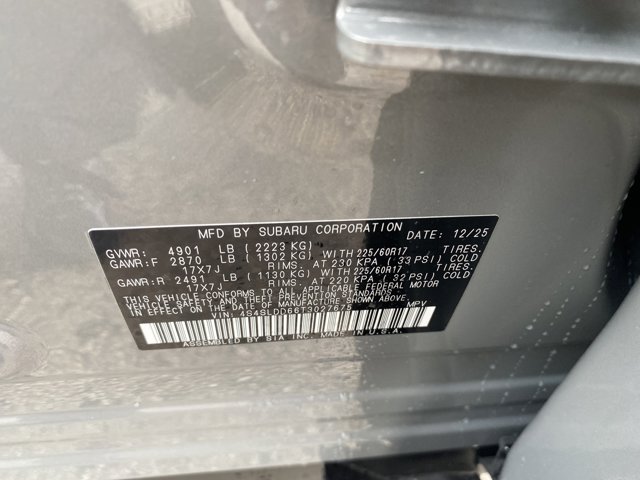 MFD BY SUBARU CORPORATION DATE: 12/25
GVWR: 4901 LB (2223 KG)
GAWR:F 2870 LB (1302 KG) WITH 225/60R17 TIRES.
17X7J RIMS AT 230 KPA (33 PSI) COLD
GAWR:R 2491 LB (1130 KG) WITH 225/60R17 TIRES.
17X7J RIMS. AT 220 KPA (32 PSI) COLD
THIS VEHICLE CONFORMS TO ALL APPLICABLE FEDERAL MOTOR
VEHICLE SAFETY AND THEFT PREVENTION STANDARDS
IN EFFECT ON THE DATE OF MANUFACTURE SHOWN ABOVE.
VIN: 4S4SLDD66T3027678 MPV
ASSEMBLED BY SIA INC. MADE IN U.S.A.